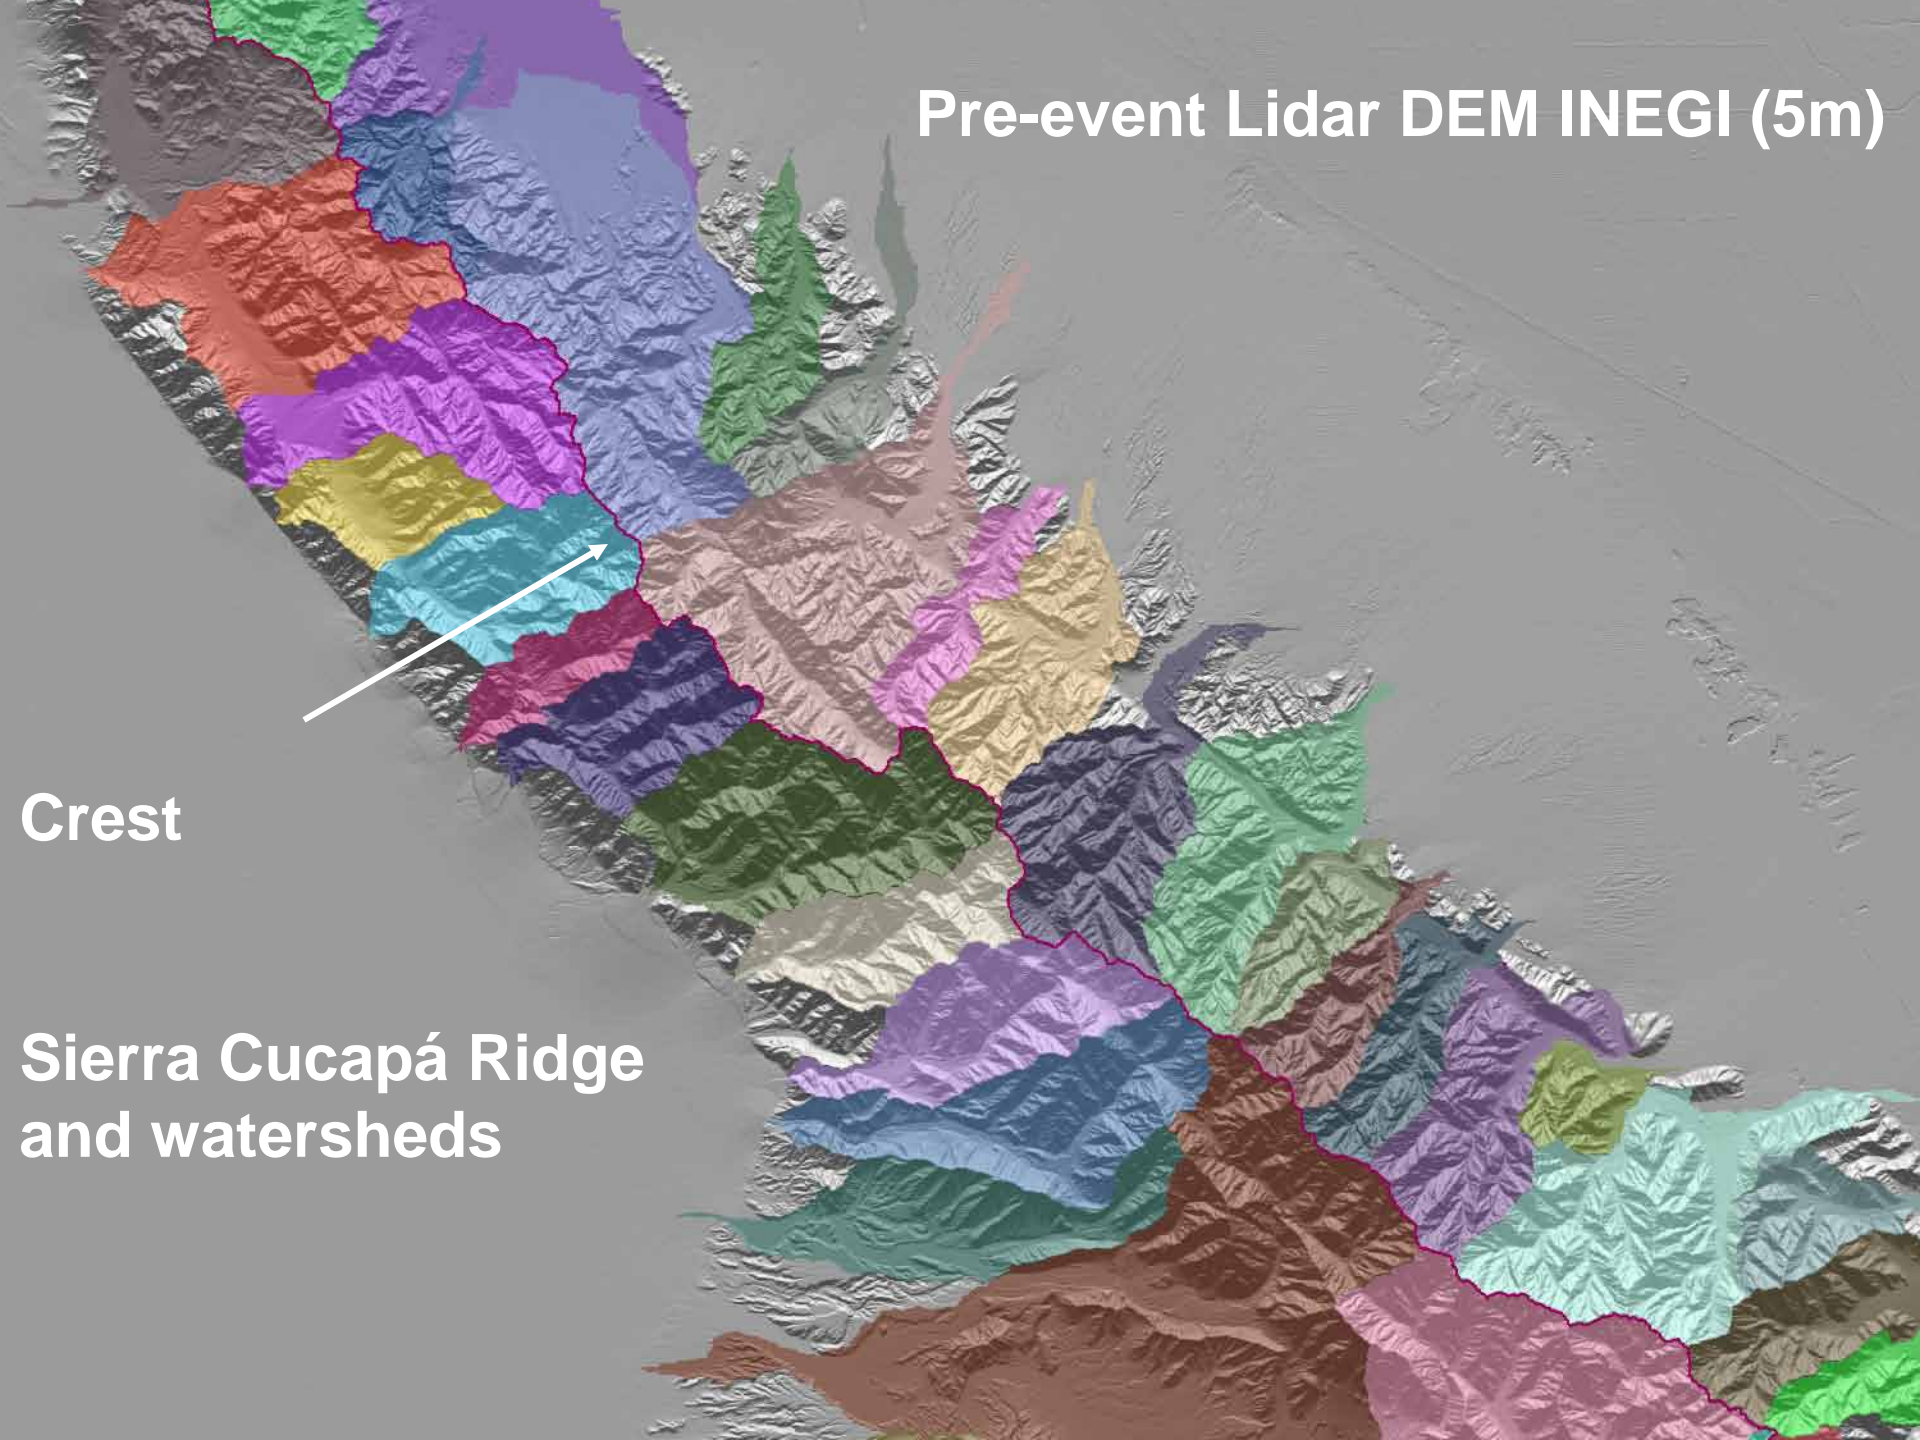 Pre-event Lidar DEM INEGI (5m)
Crest
Sierra Cucapá Ridge
and watersheds